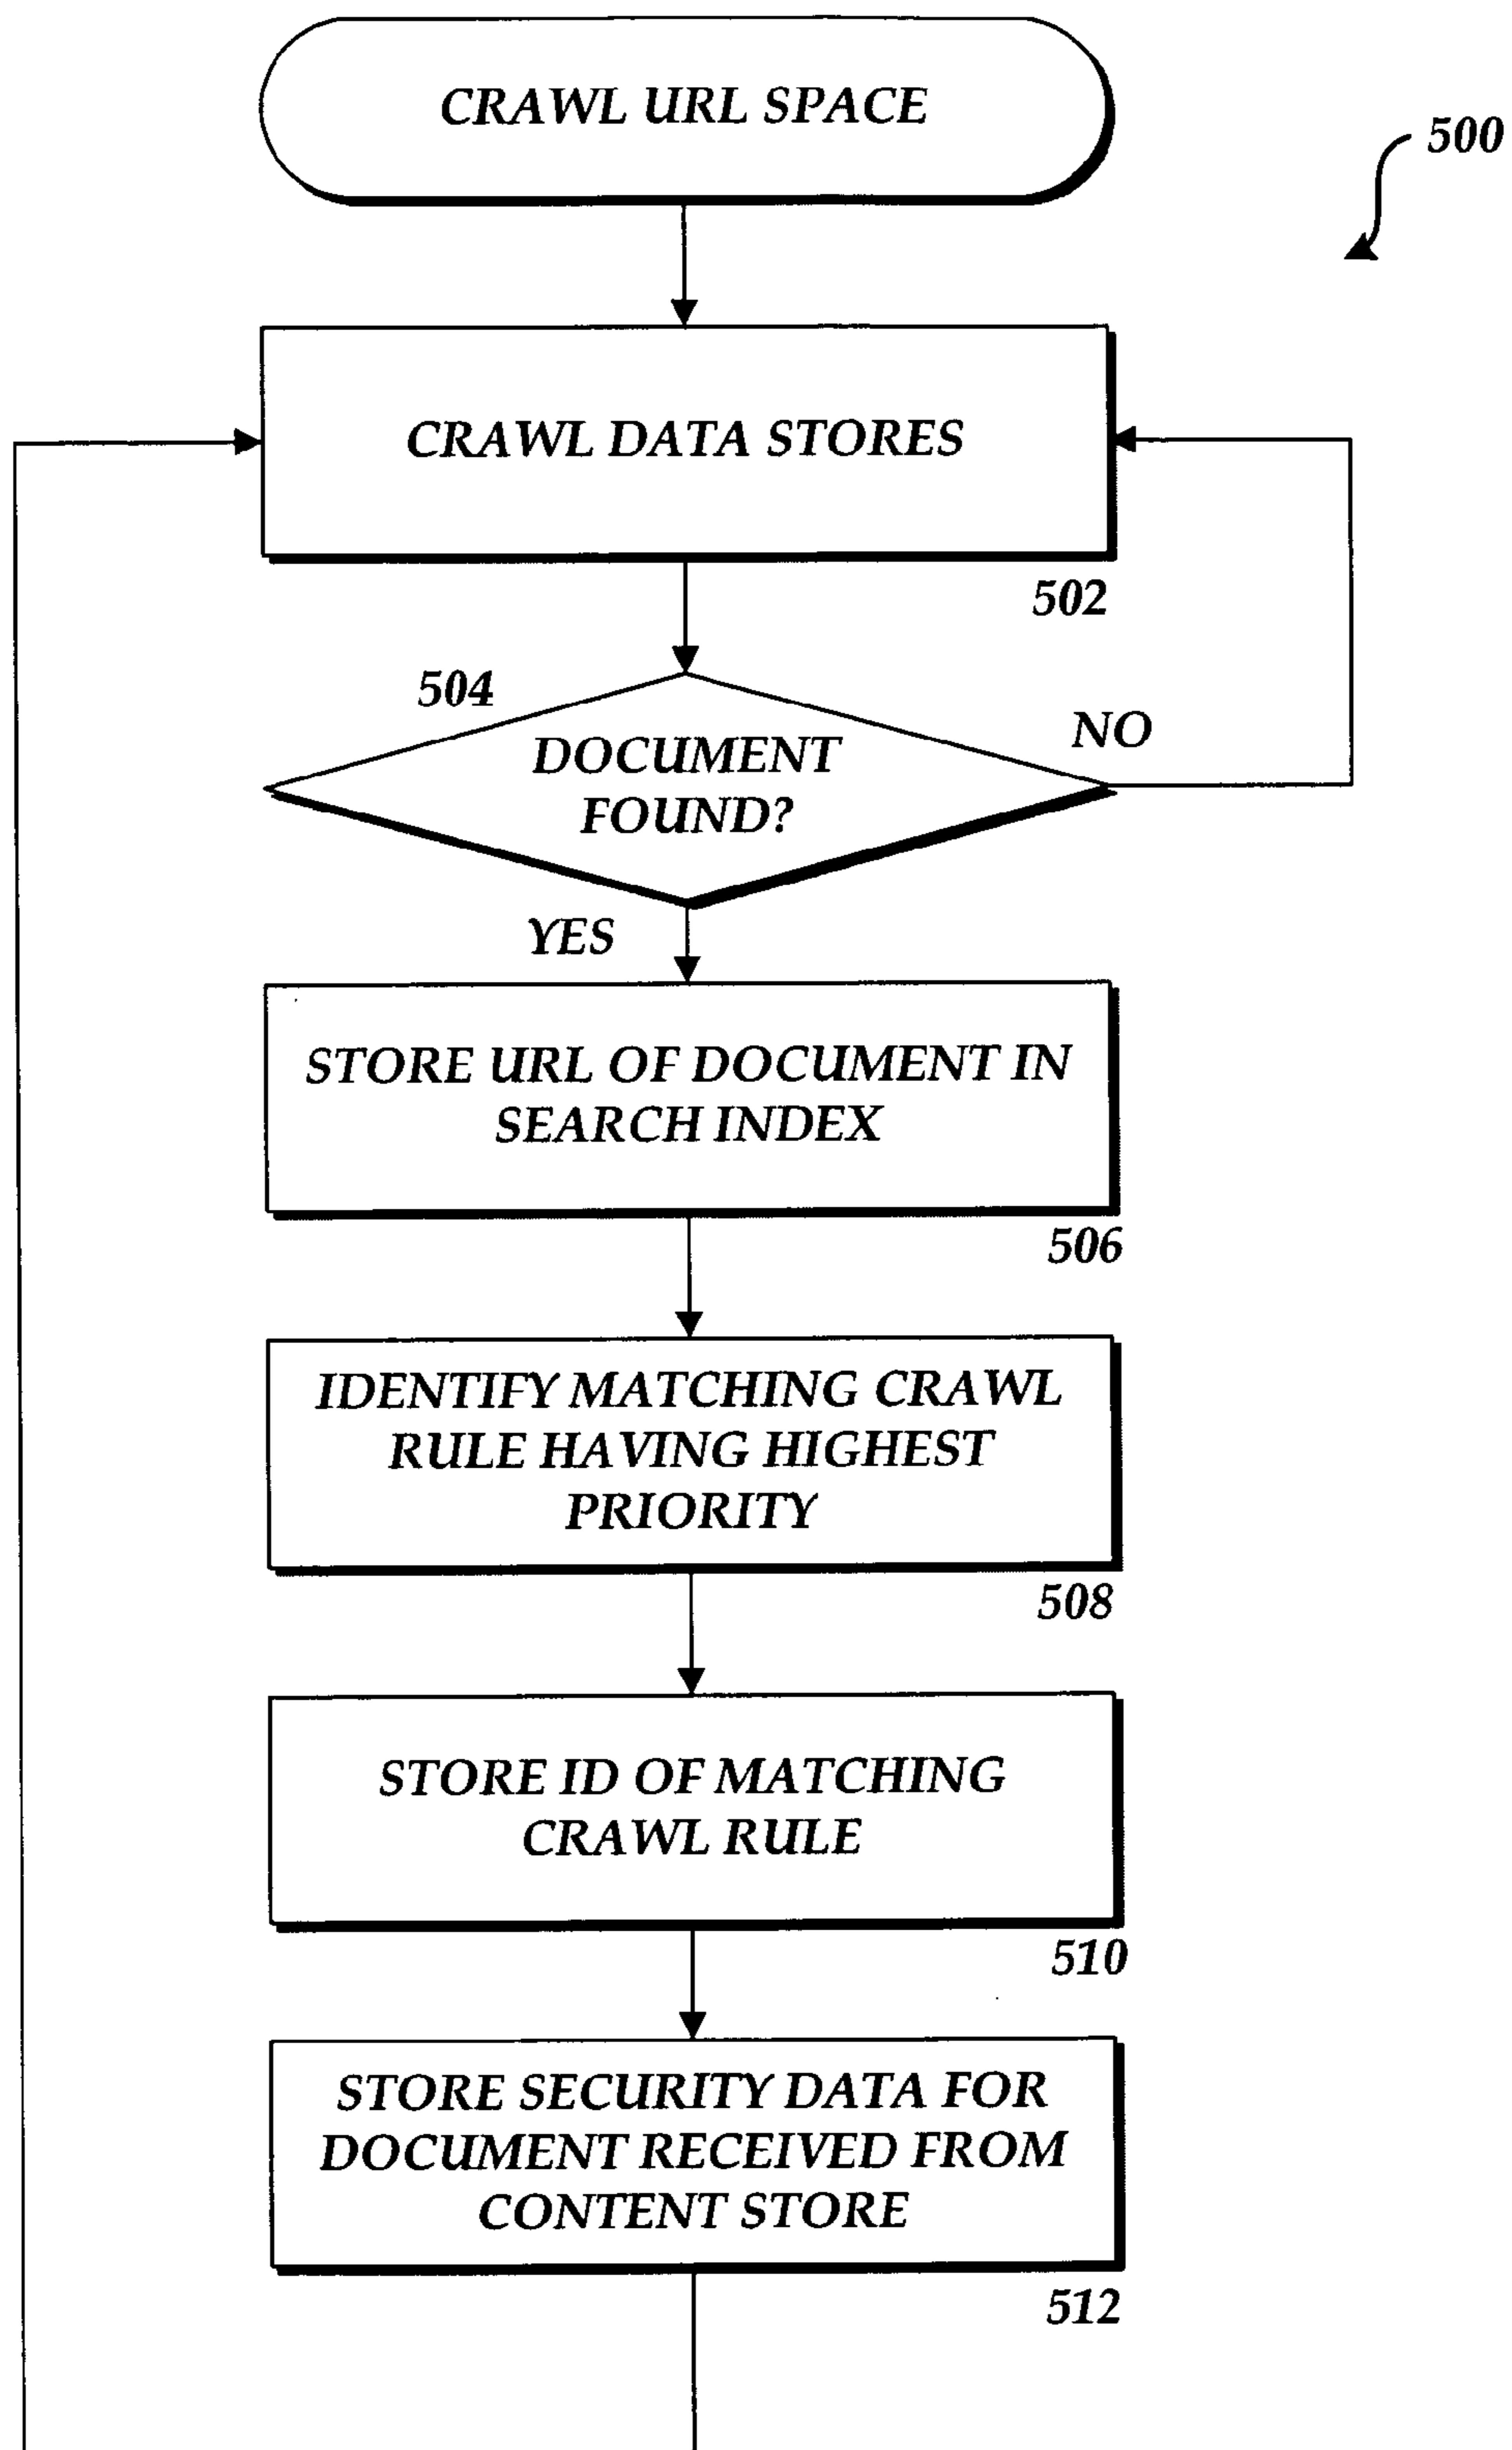 CRAWL URL SPACE
500
CRAWL DATA STORES
502
504
DOCUMENT
FOUND?
NO
YES
STORE URL OF DOCUMENT IN
SEARCH INDEX
506
IDENTIFY MATCHING CRAWL
RULE HAVING HIGHEST
PRIORITY
508
STORE ID OF MATCHING
CRAWL RULE
510
STORE SECURITY DATA FOR
DOCUMENT RECEIVED FROM
CONTENT STORE
512